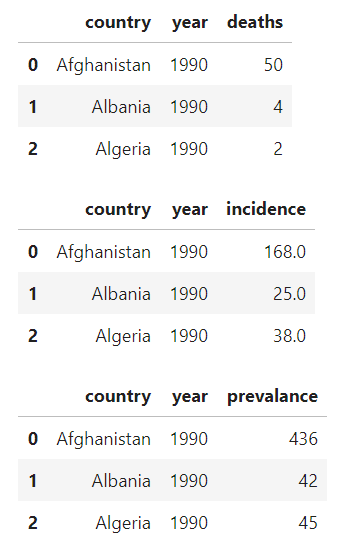 country year deaths
0 Afghanistan 1990 50
1 Albania 1990 4
2 Algeria 1990 2
country year incidence
0 Afghanistan 1990 168.0
1 Albania 1990 25.0
2 Algeria 1990 38.0
country year prevalance
0 Afghanistan 1990 436
1 Albania 1990 42
2 Algeria 1990 45